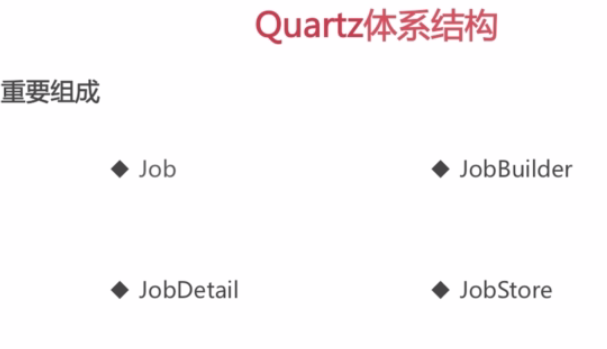 Quartz体系结构
重要组成
◆ Job
◆ JobBuilder
◆ JobDetail
◆ JobStore